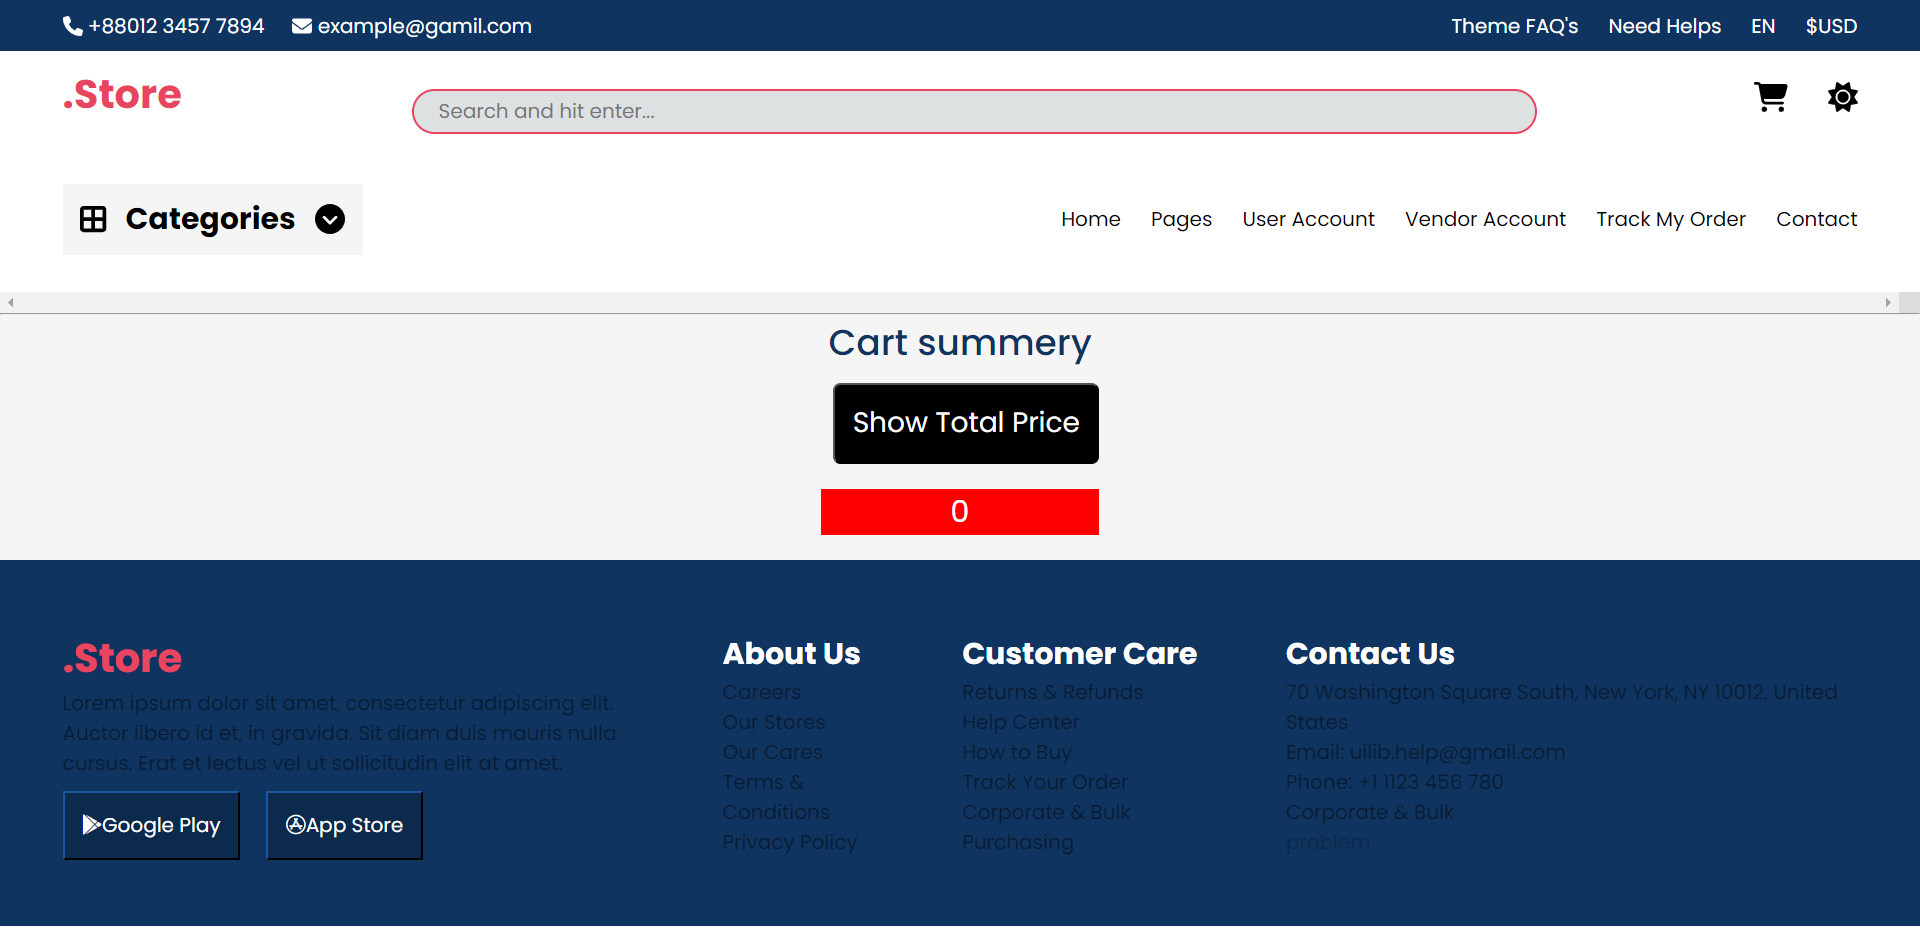 +88012 3457 7894 example@gamil.com Theme FAQ's Need Helps EN $USD
.Store
Search and hit enter...
Categories
Home Pages User Account Vendor Account Track My Order Contact
Cart summery
Show Total Price
0
.Store
Lorem ipsum dolor sit amet, consectetur adipiscing elit.
Auctor libero id et, in gravida. Sit diam duis mauris nulla
cursus. Erat et lectus vel ut sollicitudin elit at amet.
Google Play App Store
About Us
Careers
Our Stores
Our Cares
Terms &
Conditions
Privacy Policy
Customer Care
Returns & Refunds
Help Center
How to Buy
Track Your Order
Corporate & Bulk
Purchasing
Contact Us
70 Washington Square South, New York, NY 10012, United
States
Email: uilib.help@gmail.com
Phone: +1 1123 456 780
Corporate & Bulk
problem